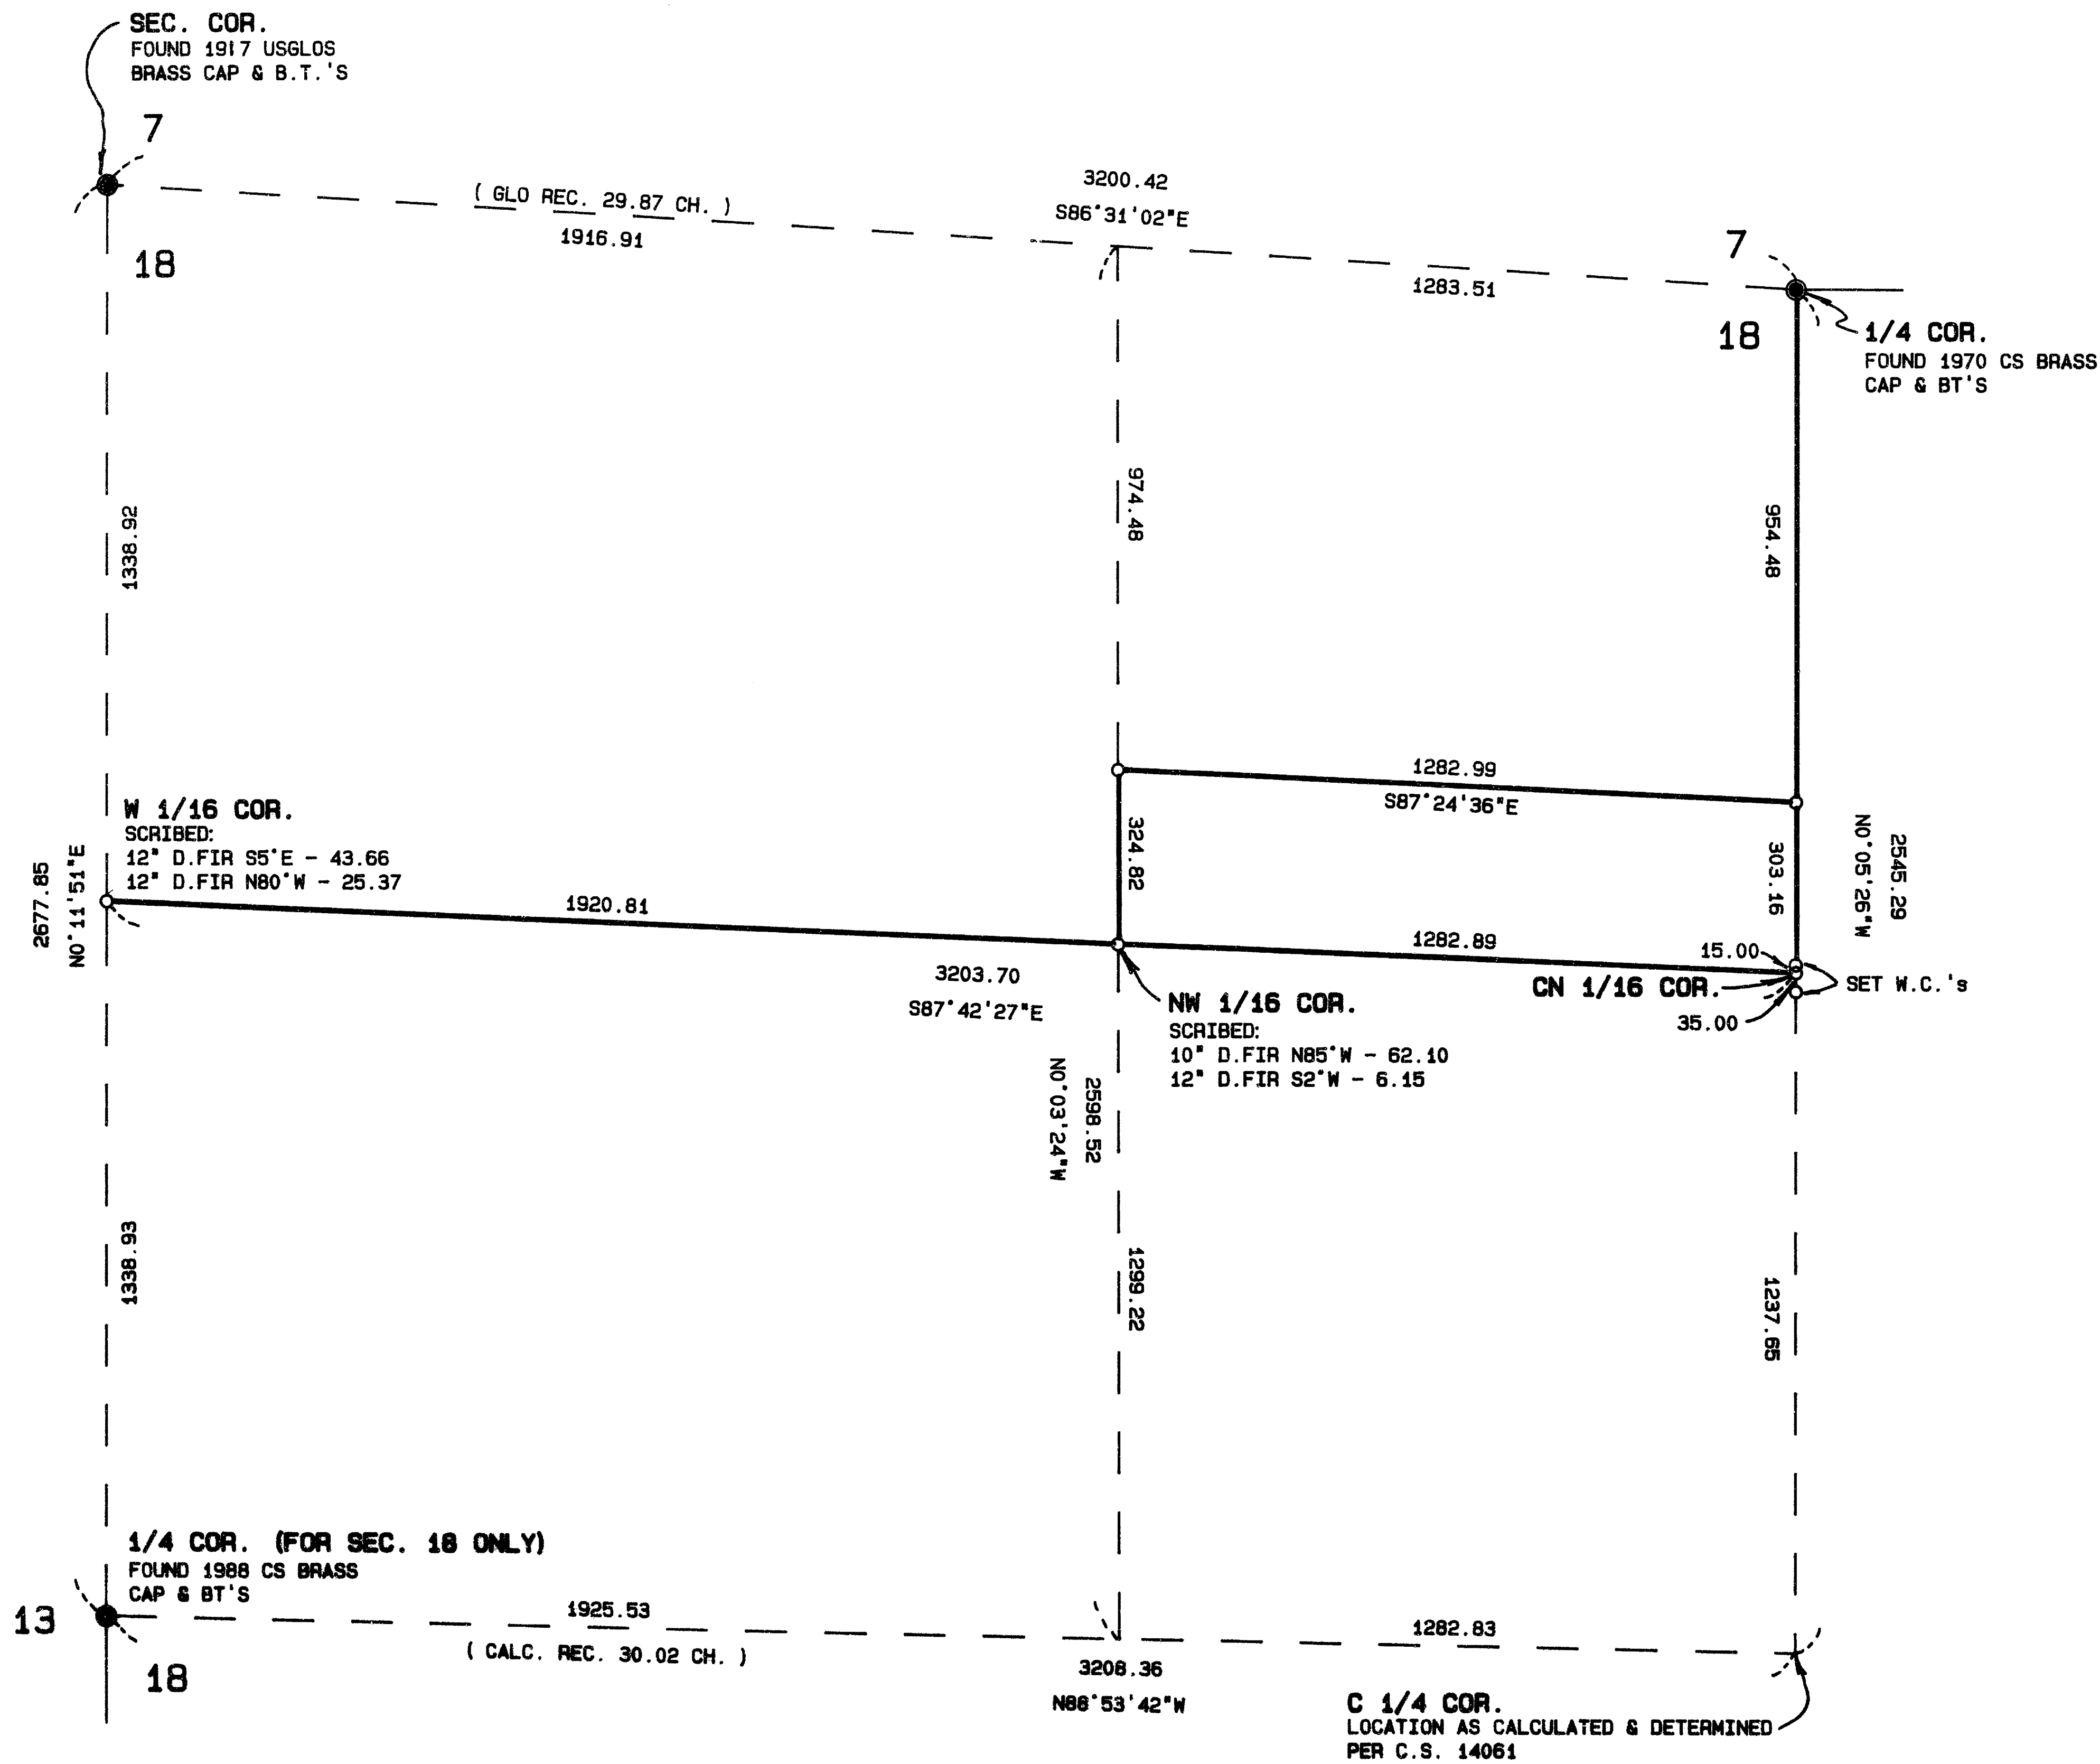 SEC. COR.
FOUND 1917 USGLOS
BRASS CAP & B.T.'S
7
18
( GLO REC. 29.87 CH. )
1916.91
3200.42
S86°31'02"E
1283.51
7
18
1/4 COR.
FOUND 1970 CS BRASS
CAP & BT'S
1338.92
974.48
954.48
W 1/16 COR.
SCRIBED:
12" D.FIR S5°E - 43.66
12" D.FIR N80°W - 25.37
2677.85
N0°11'51"E
1282.99
S87°24'36"E
324.82
303.16
2545.29
N0°05'26"W
1920.81
1282.89
3203.70
S87°42'27"E
15.00
CN 1/16 COR.
SET W.C.'s
35.00
NW 1/16 COR.
SCRIBED:
10" D.FIR N85°W - 62.10
12" D.FIR S2°W - 6.15
2598.52
N0°03'24"W
1338.93
1299.22
1237.65
1/4 COR. (FOR SEC. 18 ONLY)
FOUND 1988 CS BRASS
CAP & BT'S
13
18
1925.53
( CALC. REC. 30.02 CH. )
1282.83
3208.36
C 1/4 COR.
LOCATION AS CALCULATED & DETERMINED
PER C.S. 14061